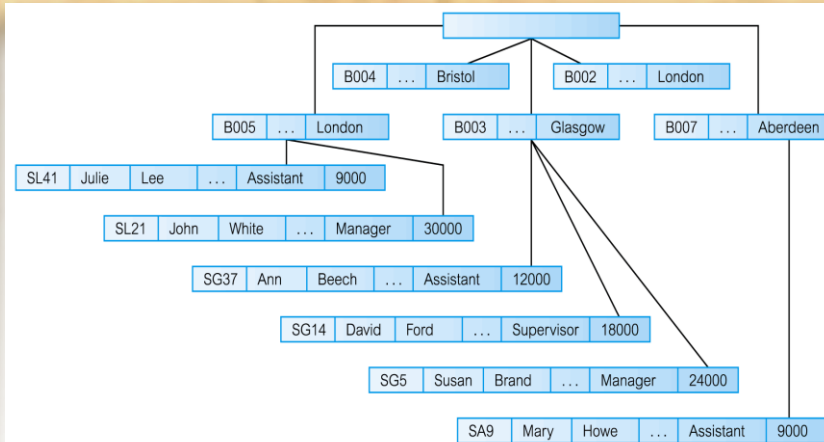 B004 ... Bristol
B002 ... London
B005 ... London
B003 ... Glasgow
B007 ... Aberdeen
SL41 Julie Lee ... Assistant 9000
SL21 John White ... Manager 30000
SG37 Ann Beech ... Assistant 12000
SG14 David Ford ... Supervisor 18000
SG5 Susan Brand ... Manager 24000
SA9 Mary Howe ... Assistant 9000